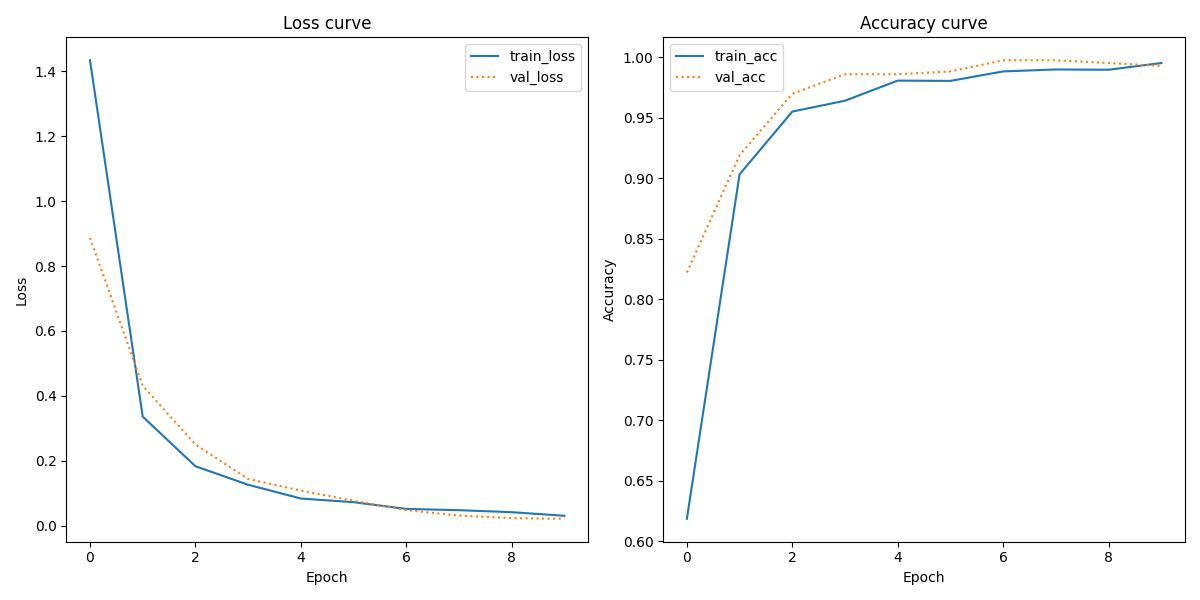 Loss curve
train_loss
val_loss
1.4
1.2
1.0
0.8
0.6
0.4
0.2
0.0
Loss
0 2 4 6 8
Epoch
Accuracy curve
train_acc
val_acc
1.00
0.95
0.90
0.85
0.80
0.75
0.70
0.65
0.60
Accuracy
0 2 4 6 8
Epoch